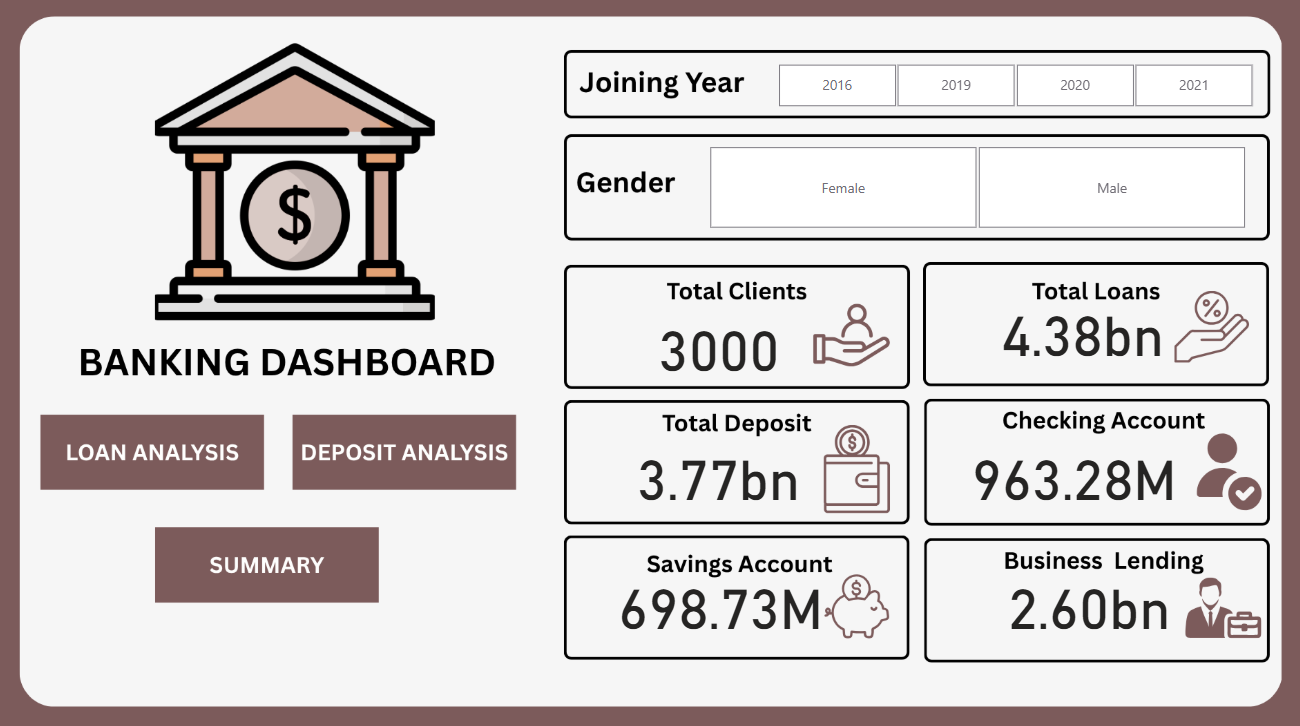 $
BANKING DASHBOARD
LOAN ANALYSIS
DEPOSIT ANALYSIS
SUMMARY
Joining Year
2016
2019
2020
2021
Gender
Female
Male
Total Clients
3000
Total Loans
4.38bn
%
Total Deposit
3.77bn
$
Checking Account
963.28M
Savings Account
698.73M
$
Business  Lending
2.60bn